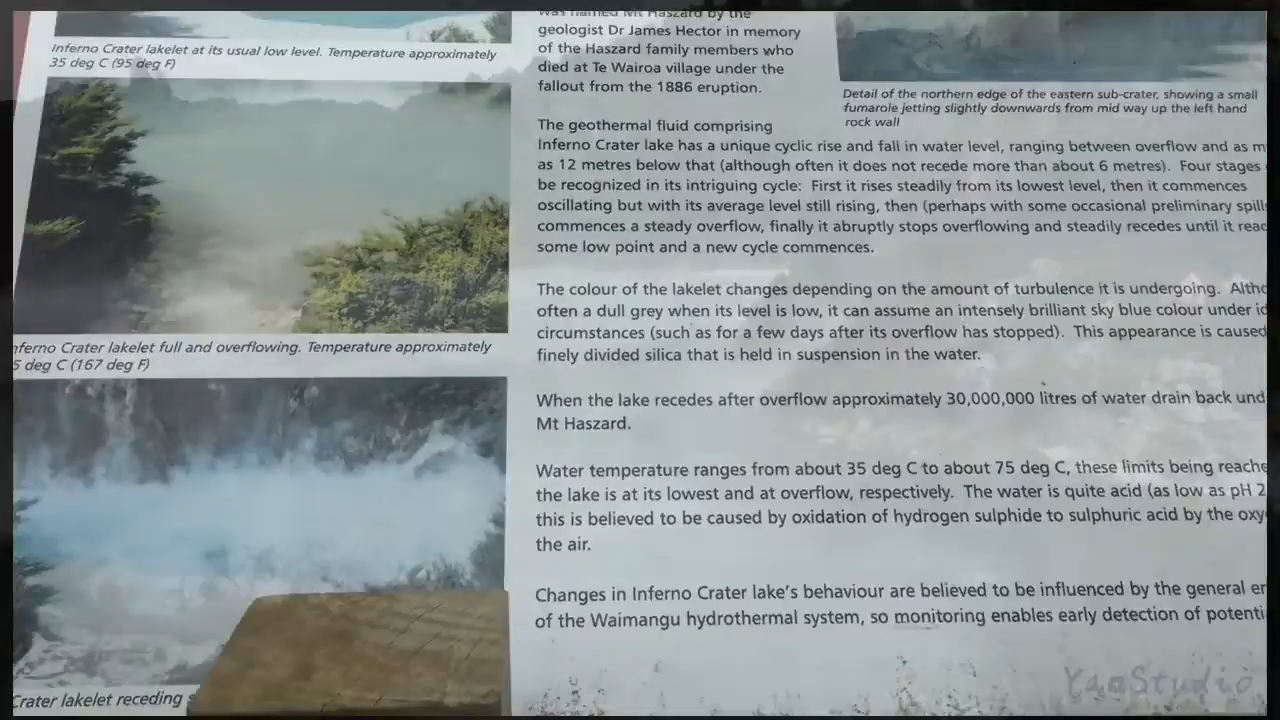 Inferno Crater lakelet at its usual low level. Temperature approximately
35 deg C (95 deg F)
Inferno Crater lakelet full and overflowing. Temperature approximately
5 deg C (167 deg F)
Crater lakelet receding
was named Mt Haszard by the
geologist Dr James Hector in memory
of the Haszard family members who
died at Te Wairoa village under the
fallout from the 1886 eruption.
Detail of the northern edge of the eastern sub-crater, showing a small
fumarole jetting slightly downwards from mid way up the left hand
rock wall
The geothermal fluid comprising
Inferno Crater lake has a unique cyclic rise and fall in water level, ranging between overflow and as
as 12 metres below that (although often it does not recede more than about 6 metres). Four stages
be recognized in its intriguing cycle: First it rises steadily from its lowest level, then it commences
oscillating but with its average level still rising, then (perhaps with some occasional preliminary
commences a steady overflow, finally it abruptly stops overflowing and steadily recedes until it
some low point and a new cycle commences.
The colour of the lakelet changes depending on the amount of turbulence it is undergoing.
often a dull grey when its level is low, it can assume an intensely brilliant sky blue colour under
circumstances (such as for a few days after its overflow has stopped). This appearance is caused
finely divided silica that is held in suspension in the water.
When the lake recedes after overflow approximately 30,000,000 litres of water drain back
Mt Haszard.
Water temperature ranges from about 35 deg C to about 75 deg C, these limits being
the lake is at its lowest and at overflow, respectively. The water is quite acid (as low as pH 2
this is believed to be caused by oxidation of hydrogen sulphide to sulphuric acid by the
the air.
Changes in Inferno Crater lake's behaviour are believed to be influenced by the general
of the Waimangu hydrothermal system, so monitoring enables early detection of
YanStudio